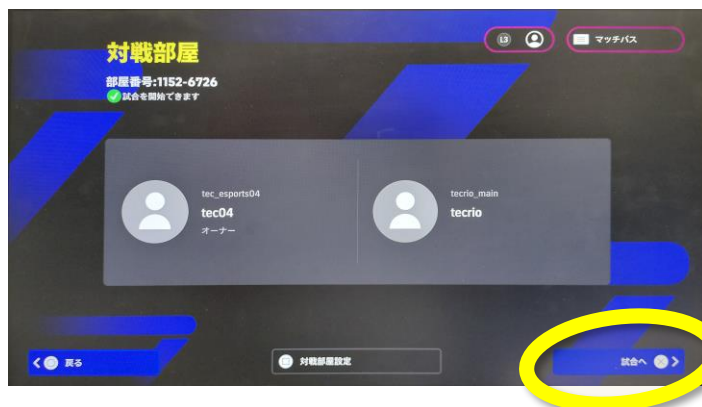 対戦部屋
部屋番号:1152-6726
試合を開始できます
L3
マッチパス
tec_esports04
tec04
オーナー
tecrio_main
tecrio
戻る
対戦部屋設定
試合へ